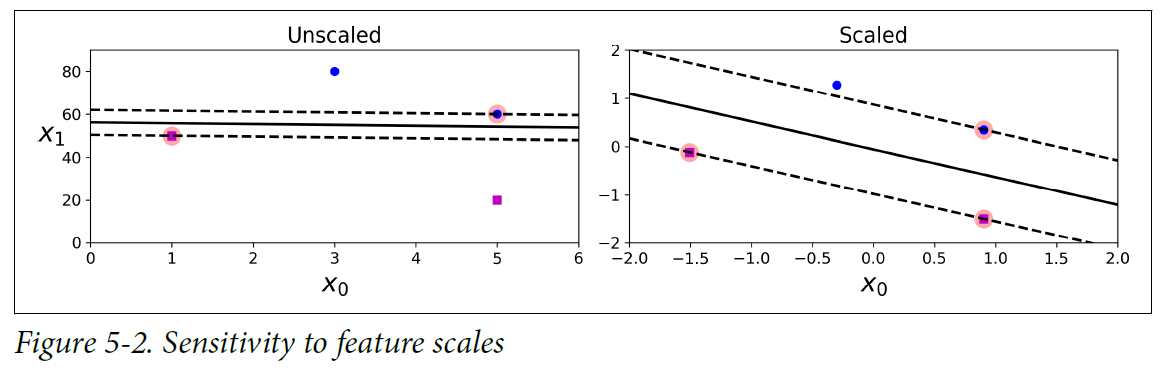 Unscaled
80
60
40
20
0
x₁
0 1 2 3 4 5 6
x₀
Scaled
2
1
0
−1
−2
−2.0 −1.5 −1.0 −0.5 0.0 0.5 1.0 1.5 2.0
x₀
Figure 5-2. Sensitivity to feature scales